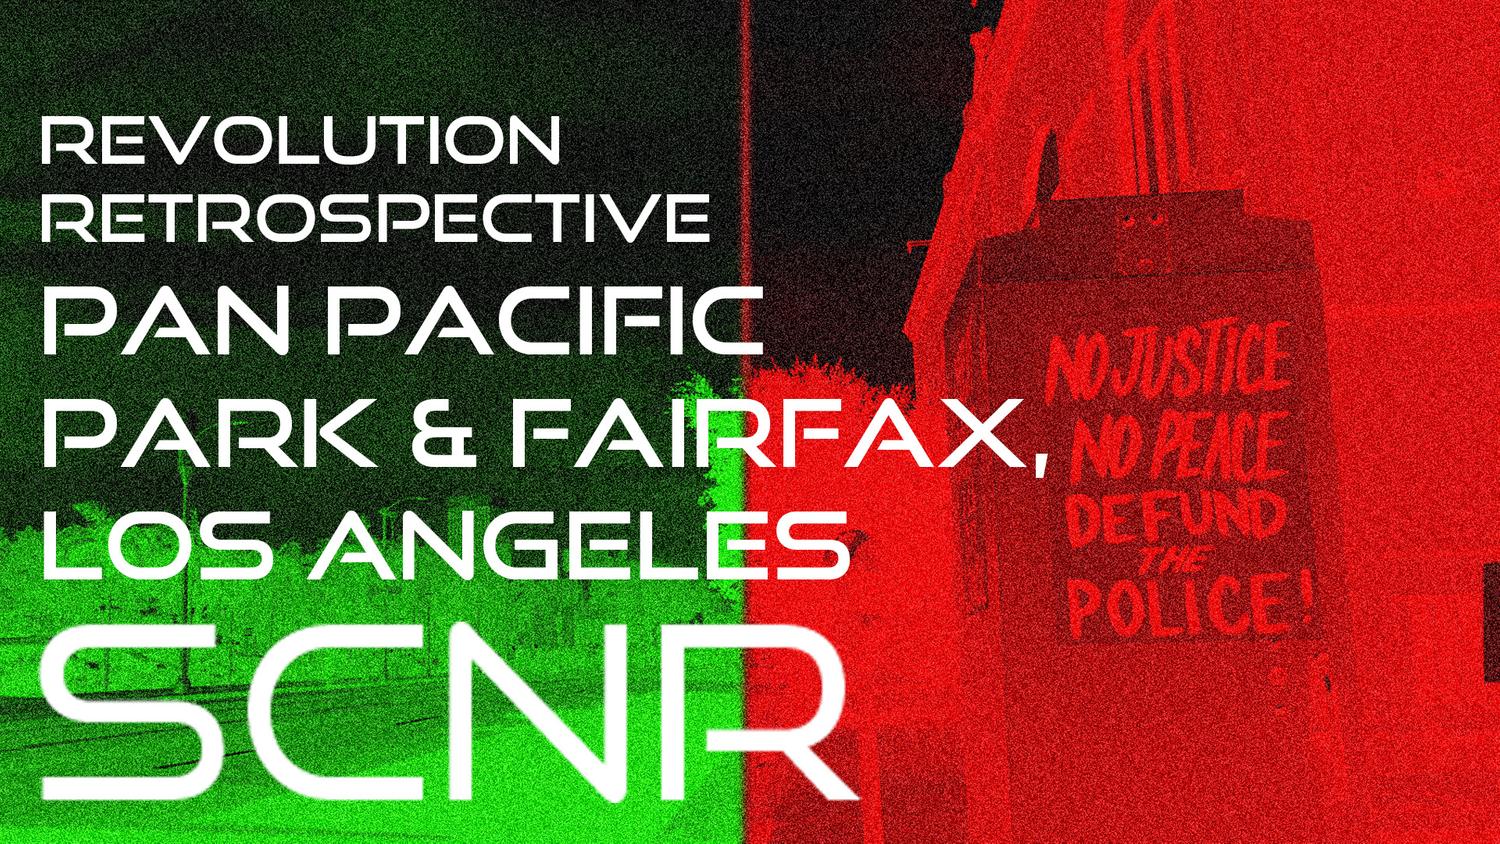 REVOLUTION
RETROSPECTIVE
PAN PACIFIC
PARK & FAIRFAX,
LOS ANGELES
SCNR
NO JUSTICE
NO PEACE
DEFUND
THE
POLICE!